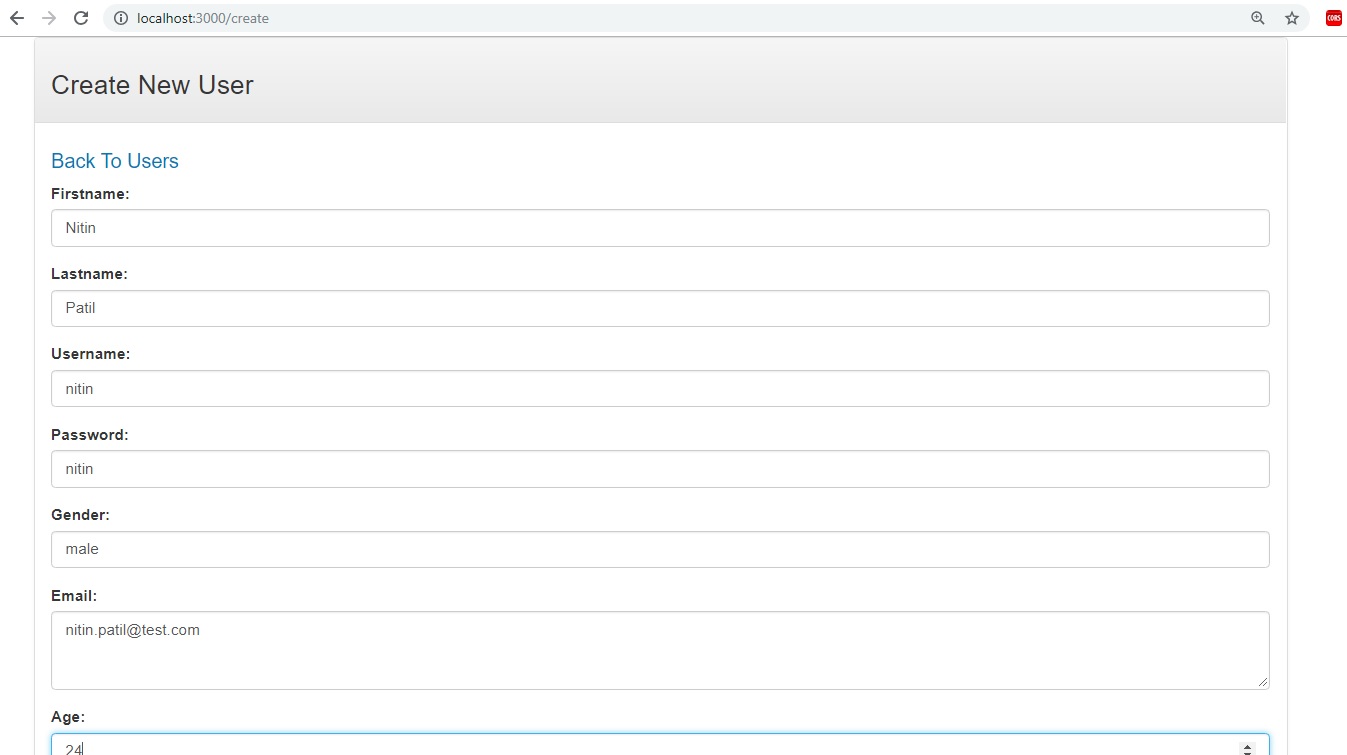 localhost:3000/create
CORS
Create New User
Back To Users
Firstname:
Nitin
Lastname:
Patil
Username:
nitin
Password:
nitin
Gender:
male
Email:
nitin.patil@test.com
Age:
24